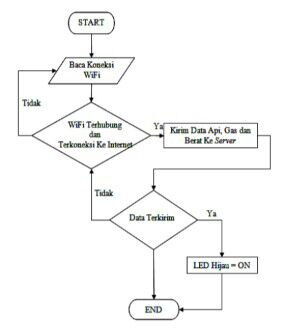 START
Baca Koneksi
WiFi
Tidak
WiFi Terhubung
dan
Terkoneksi Ke Internet
Ya
Kirim Data Api, Gas dan
Berat Ke Server
Tidak
Data Terkirim
Ya
LED Hijau = ON
END